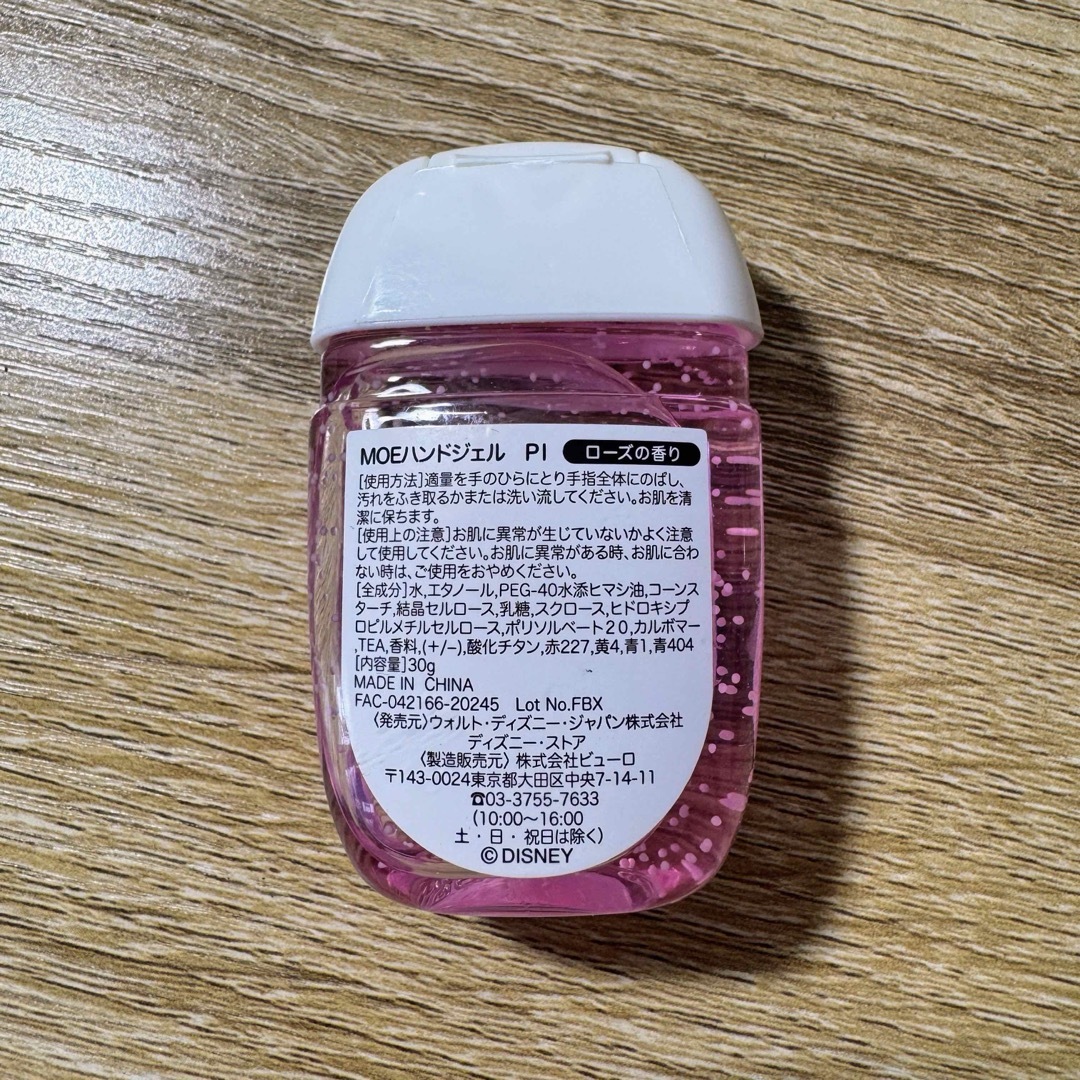 MOEハンドジェル PI ローズの香り
[使用方法]適量を手のひらにとり手指全体にのばし、
汚れをふき取るかまたは洗い流してください。お肌を清
潔に保ちます。
[使用上の注意]お肌に異常が生じていないかよく注意
して使用してください。お肌に異常がある時、お肌に合わ
ない時は、ご使用をおやめください。
[全成分]水,エタノール,PEG-40水添ヒマシ油,コーンス
ターチ,結晶セルロース,乳糖,スクロース,ヒドロキシプ
ロピルメチルセルロース,ポリソルベート20,カルボマー
,TEA,香料,(+/−),酸化チタン,赤227,黄4,青1,青404
[内容量]30g
MADE IN CHINA
FAC-042166-20245 Lot No.FBX
〈発売元〉ウォルト・ディズニー・ジャパン株式会社
ディズニー・ストア
〈製造販売元〉株式会社ビューロ
〒143-0024東京都大田区中央7-14-11
☎03-3755-7633
(10:00〜16:00
土・日・祝日は除く)
©DISNEY